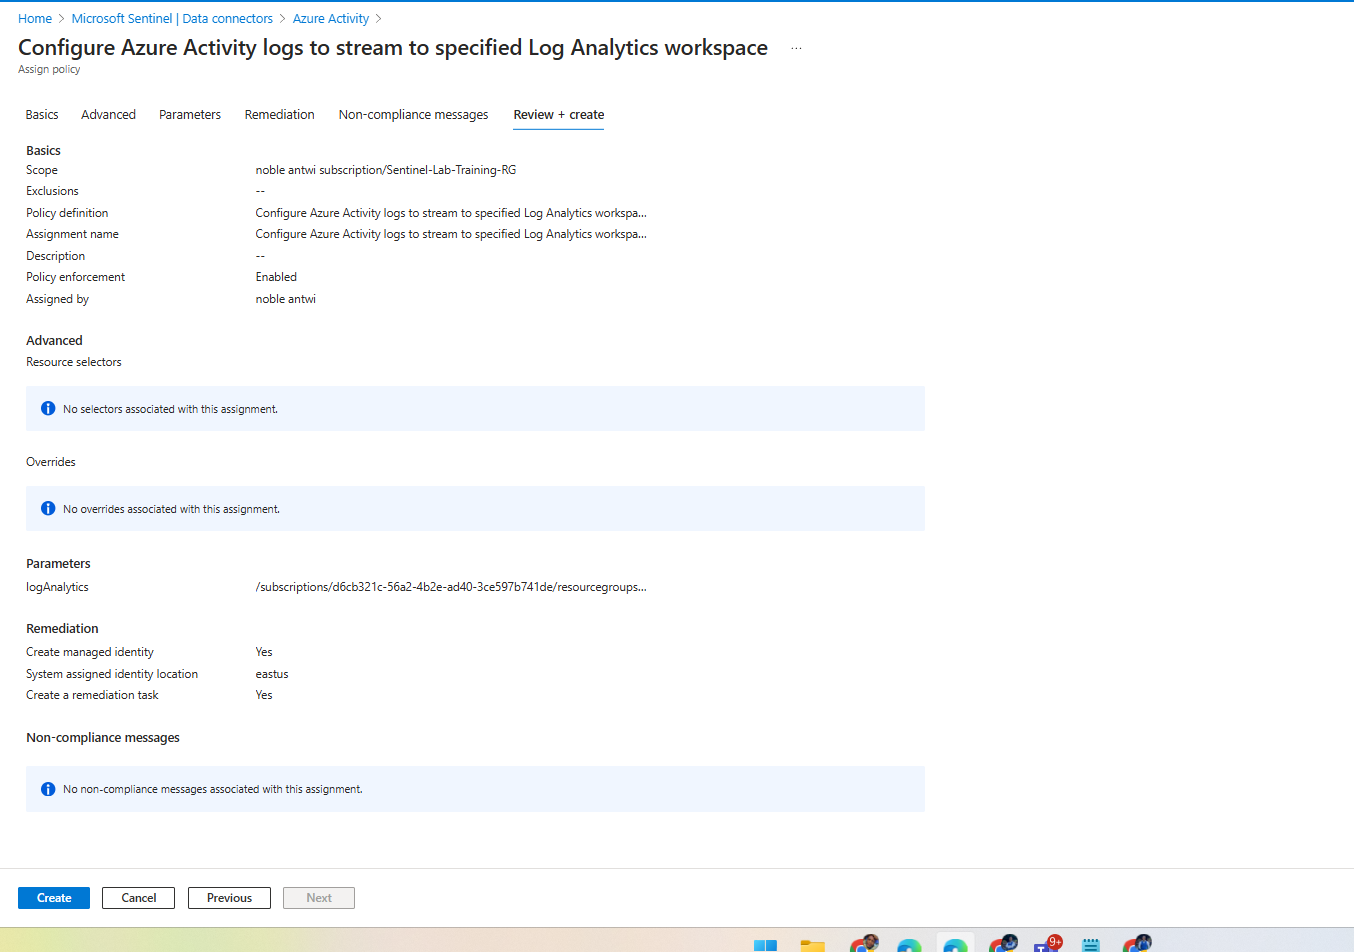 Home > Microsoft Sentinel | Data connectors > Azure Activity >
Configure Azure Activity logs to stream to specified Log Analytics workspace ...
Assign policy
Basics Advanced Parameters Remediation Non-compliance messages Review + create
Basics
Scope noble antwi subscription/Sentinel-Lab-Training-RG
Exclusions --
Policy definition Configure Azure Activity logs to stream to specified Log Analytics workspa...
Assignment name Configure Azure Activity logs to stream to specified Log Analytics workspa...
Description --
Policy enforcement Enabled
Assigned by noble antwi
Advanced
Resource selectors
No selectors associated with this assignment.
Overrides
No overrides associated with this assignment.
Parameters
logAnalytics /subscriptions/d6cb321c-56a2-4b2e-ad40-3ce597b741de/resourcegroups...
Remediation
Create managed identity Yes
System assigned identity location eastus
Create a remediation task Yes
Non-compliance messages
No non-compliance messages associated with this assignment.
Create Cancel Previous Next
9+